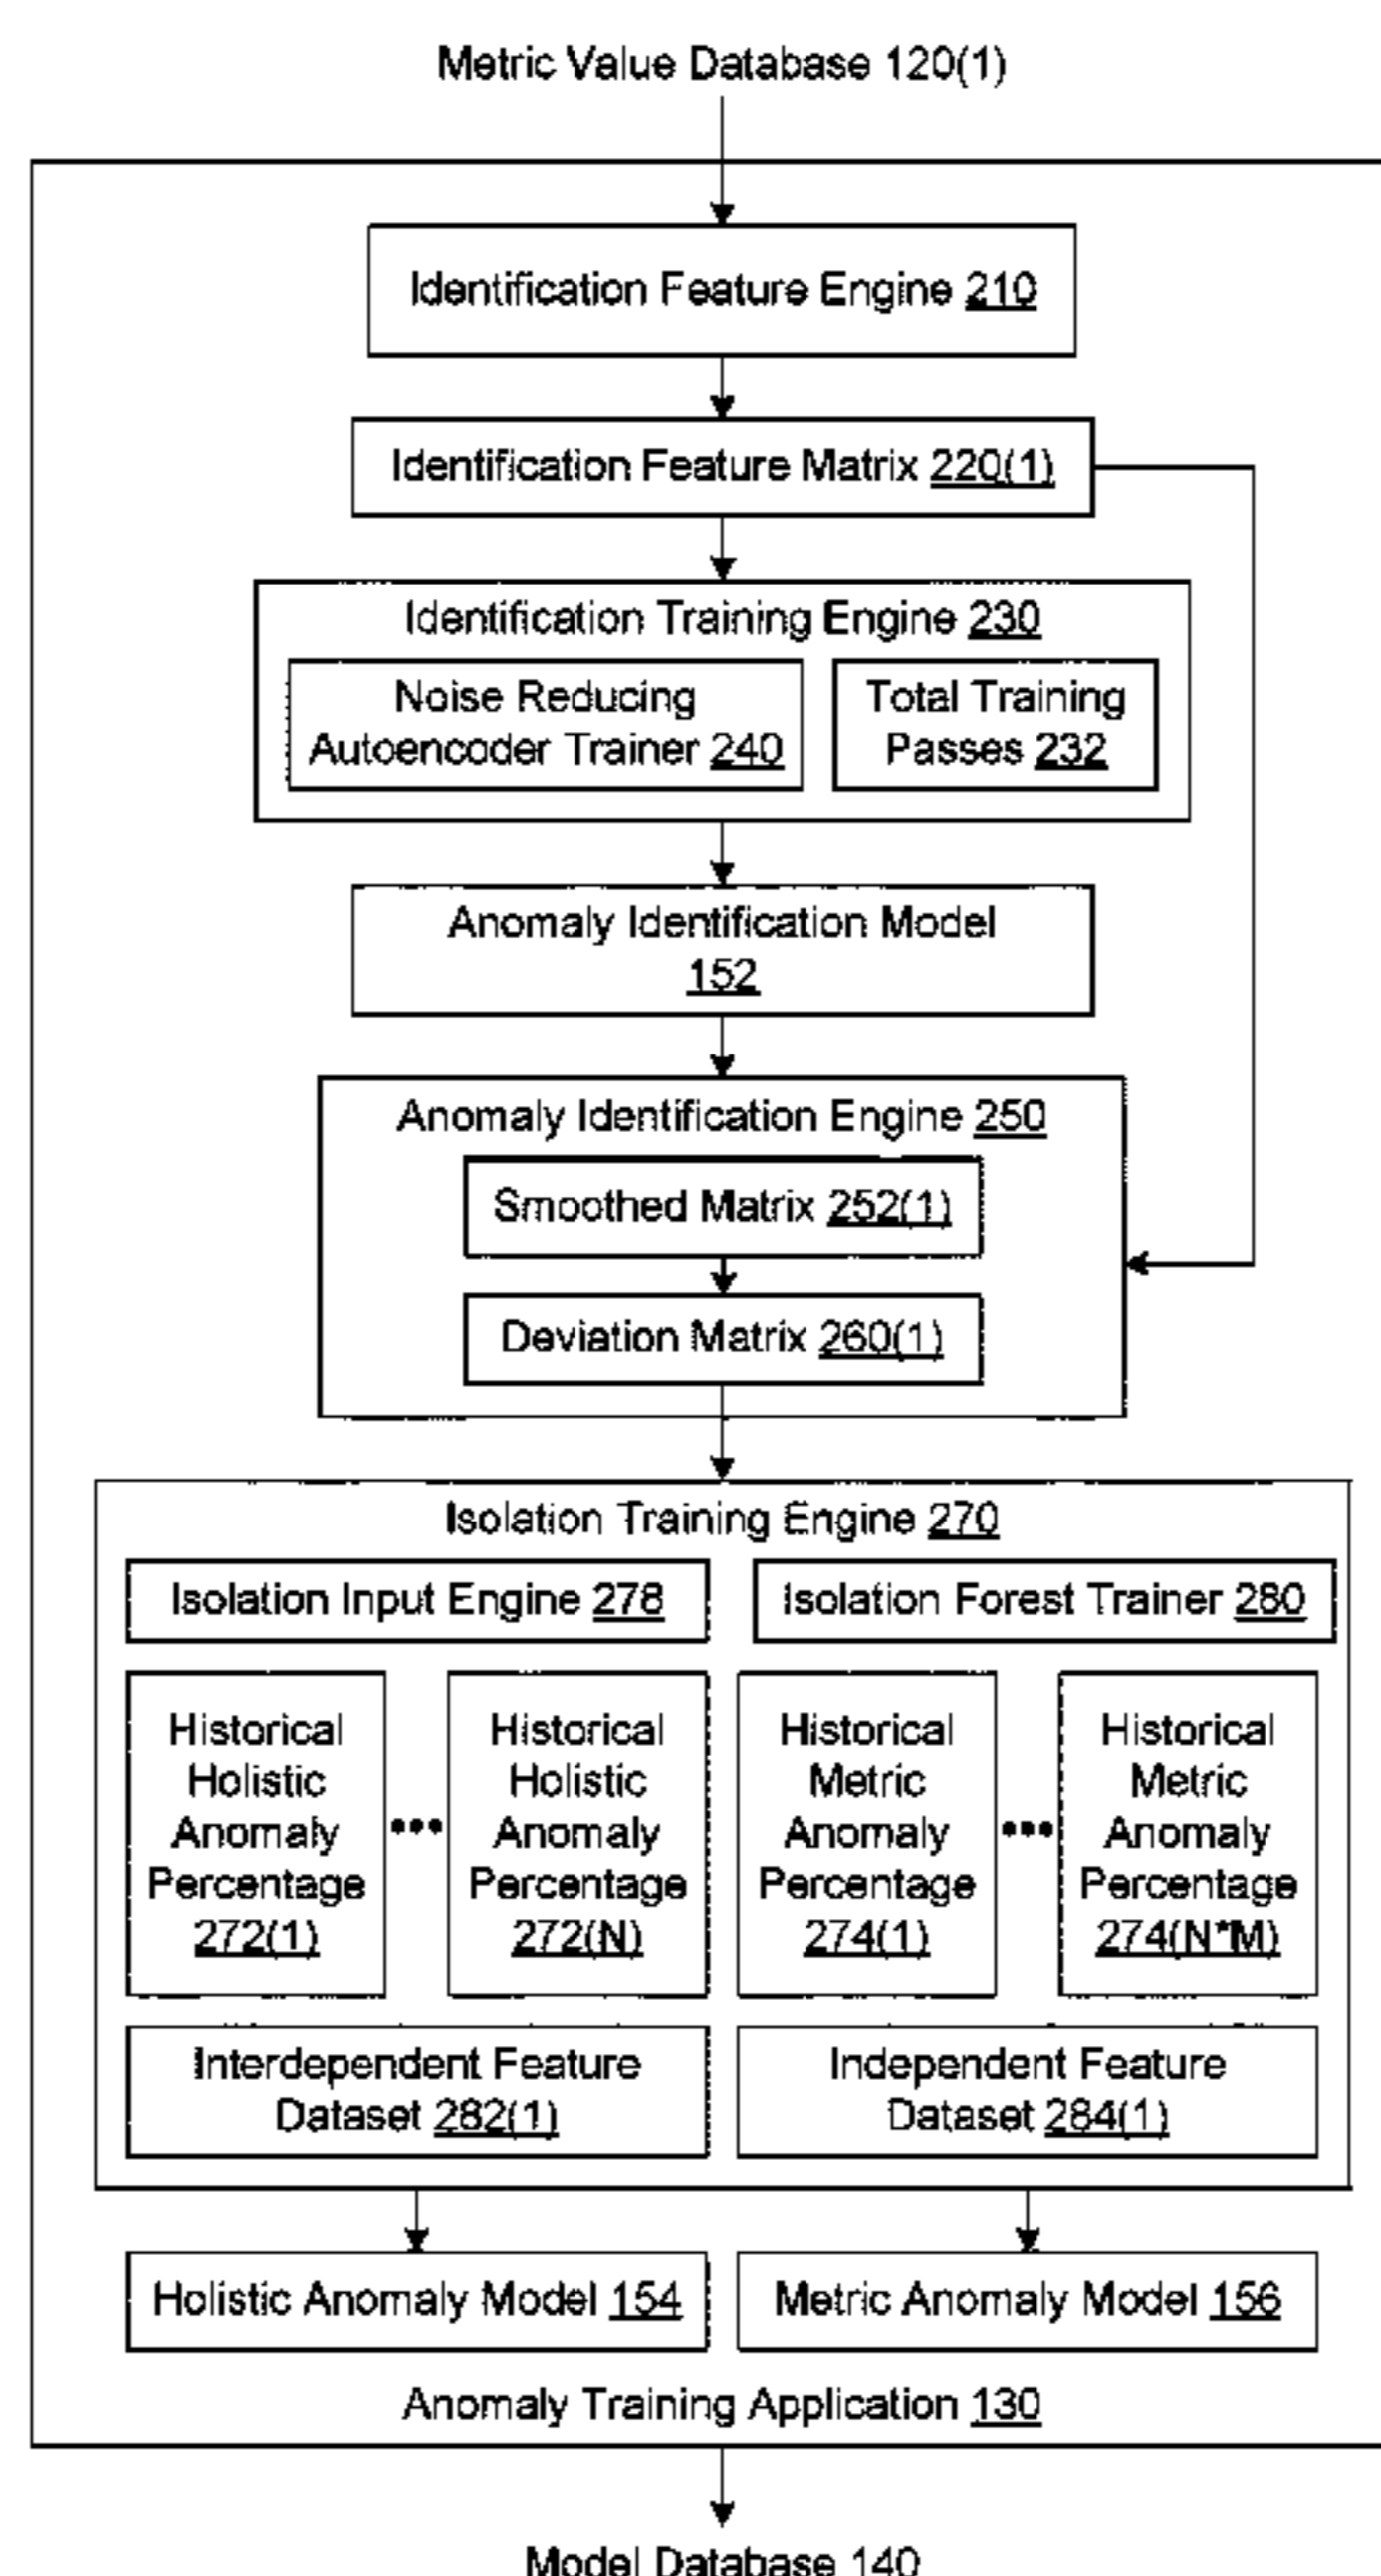 Metric Value Database 120(1)
Identification Feature Engine 210
Identification Feature Matrix 220(1)
Identification Training Engine 230
Noise Reducing
Autoencoder Trainer 240
Total Training
Passes 232
Anomaly Identification Model
152
Anomaly Identification Engine 250
Smoothed Matrix 252(1)
Deviation Matrix 260(1)
Isolation Training Engine 270
Isolation Input Engine 278
Isolation Forest Trainer 280
Historical
Holistic
Anomaly
Percentage
272(1)
•••
Historical
Holistic
Anomaly
Percentage
272(N)
Historical
Metric
Anomaly
Percentage
274(1)
•••
Historical
Metric
Anomaly
Percentage
274(N*M)
Interdependent Feature
Dataset 282(1)
Independent Feature
Dataset 284(1)
Holistic Anomaly Model 154
Metric Anomaly Model 156
Anomaly Training Application 130
Model Database 140